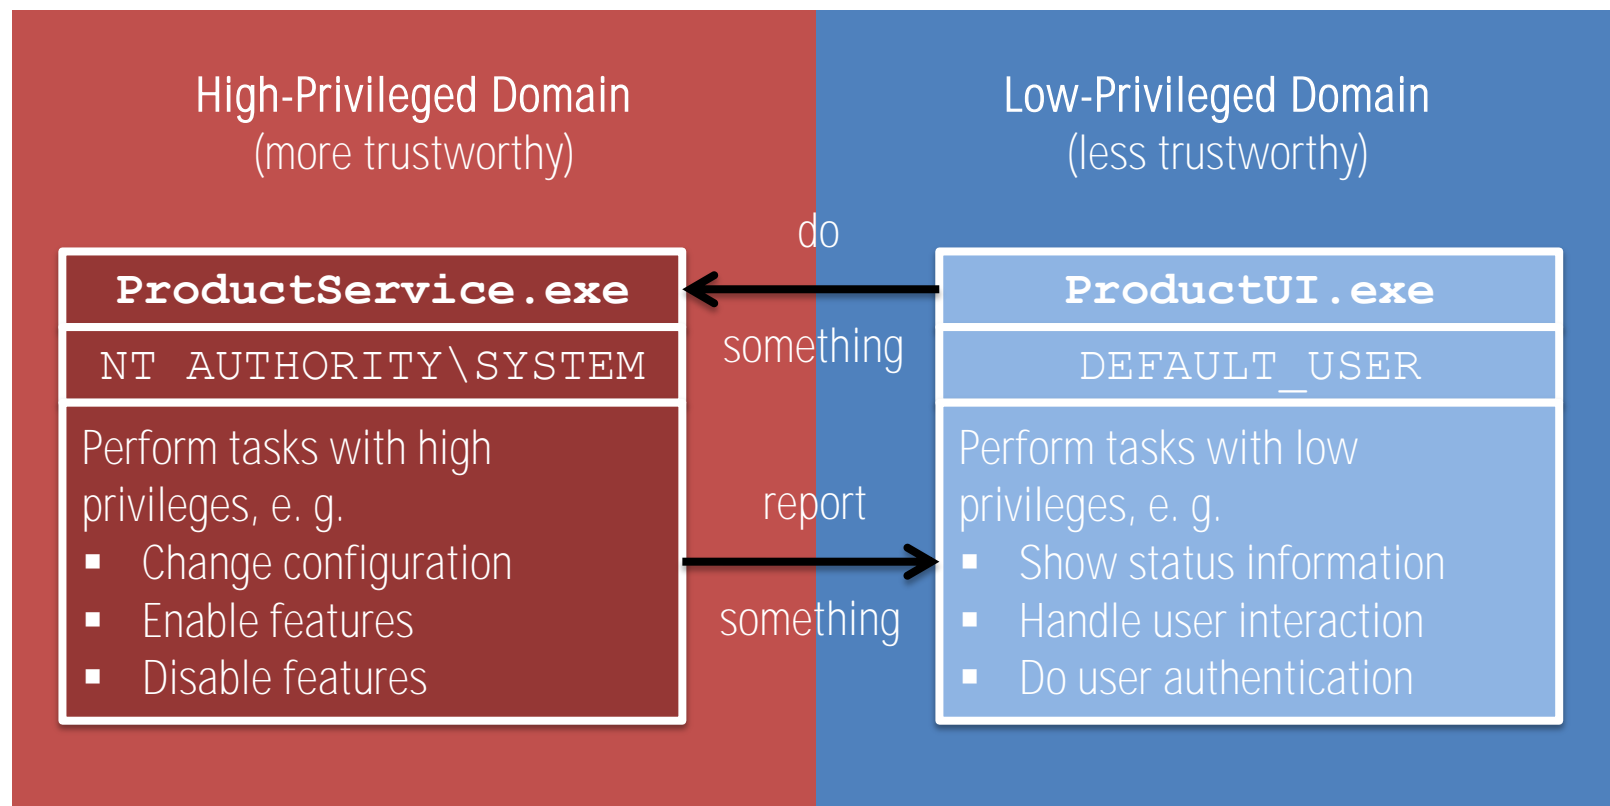 High-Privileged Domain
(more trustworthy)
Low-Privileged Domain
(less trustworthy)
ProductService.exe
NT AUTHORITY\SYSTEM
Perform tasks with high
privileges, e. g.
▪ Change configuration
▪ Enable features
▪ Disable features
do
something
report
something
ProductUI.exe
DEFAULT_USER
Perform tasks with low
privileges, e. g.
▪ Show status information
▪ Handle user interaction
▪ Do user authentication